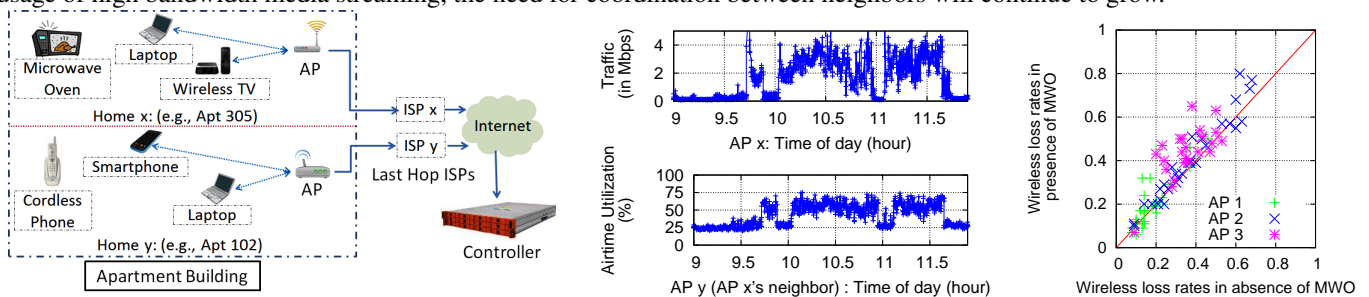 usage of high bandwidth media streaming, the need for coordination between neighbors will continue to grow.
Microwave
Oven
Laptop
Wireless TV
AP
Home x: (e.g., Apt 305)
Cordless
Phone
Smartphone
Laptop
AP
Home y: (e.g., Apt 102)
Apartment Building
ISP x
ISP y
Last Hop ISPs
Internet
Controller
Traffic
(in Mbps)
4
2
0
9 9.5 10 10.5 11 11.5
AP x: Time of day (hour)
Airtime Utilization
(%)
100
75
50
25
0
9 9.5 10 10.5 11 11.5
AP y (AP x's neighbor) : Time of day (hour)
Wireless loss rates in
presence of MWO
1
0.8
0.6
0.4
0.2
0
0 0.2 0.4 0.6 0.8 1
AP 1
AP 2
AP 3
Wireless loss rates in absence of MWO